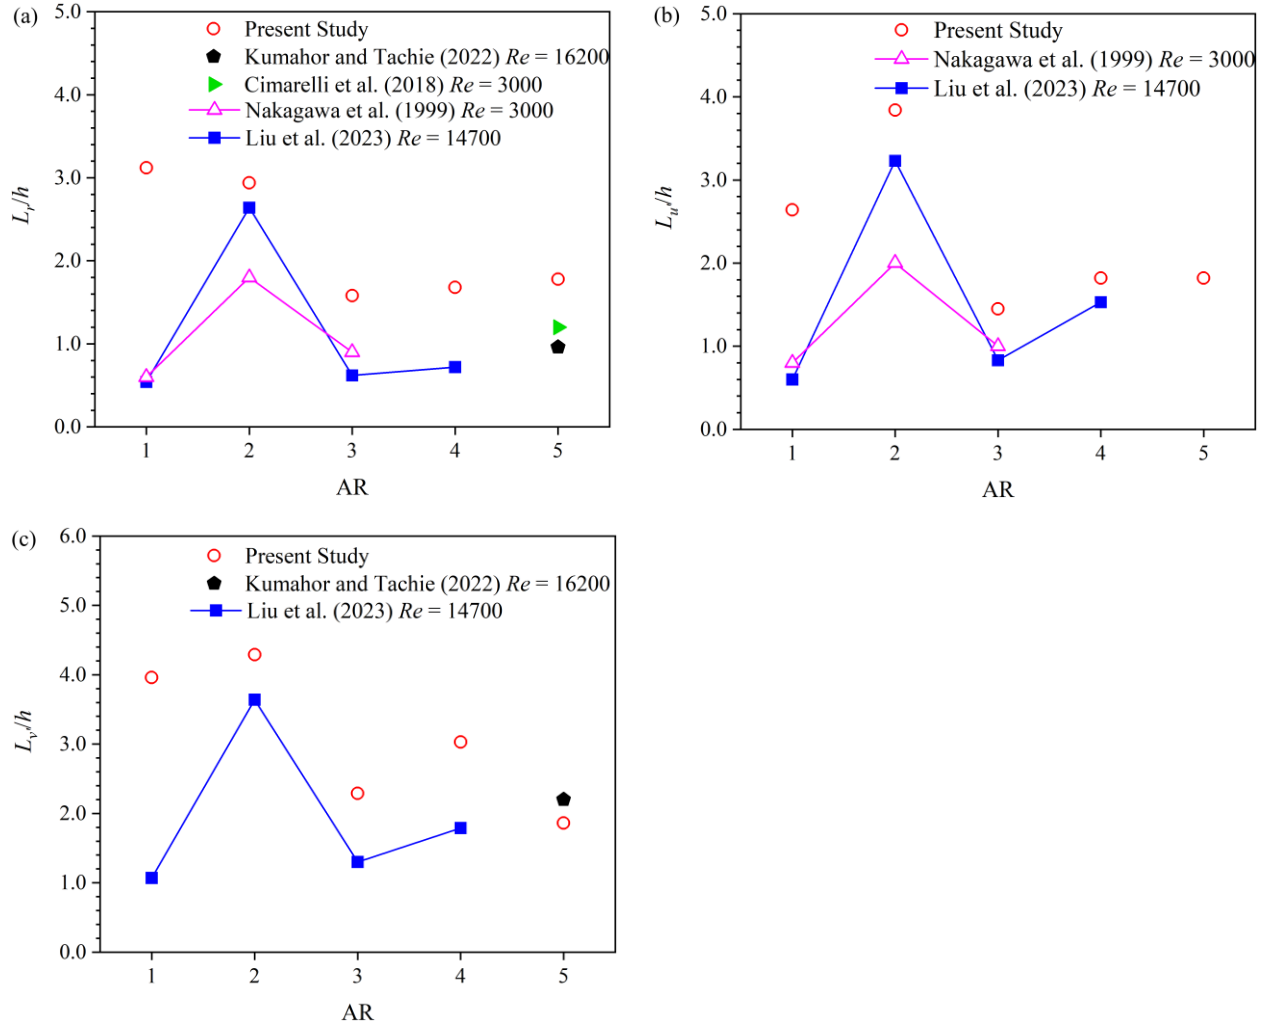 (a)
5.0
4.0
3.0
2.0
1.0
0.0
L_r/h
Present Study
Kumahor and Tachie (2022) Re = 16200
Cimarelli et al. (2018) Re = 3000
Nakagawa et al. (1999) Re = 3000
Liu et al. (2023) Re = 14700
1 2 3 4 5
AR
(b)
5.0
4.0
3.0
2.0
1.0
0.0
L_u'/h
Present Study
Nakagawa et al. (1999) Re = 3000
Liu et al. (2023) Re = 14700
1 2 3 4 5
AR
(c)
6.0
5.0
4.0
3.0
2.0
1.0
0.0
L_v'/h
Present Study
Kumahor and Tachie (2022) Re = 16200
Liu et al. (2023) Re = 14700
1 2 3 4 5
AR